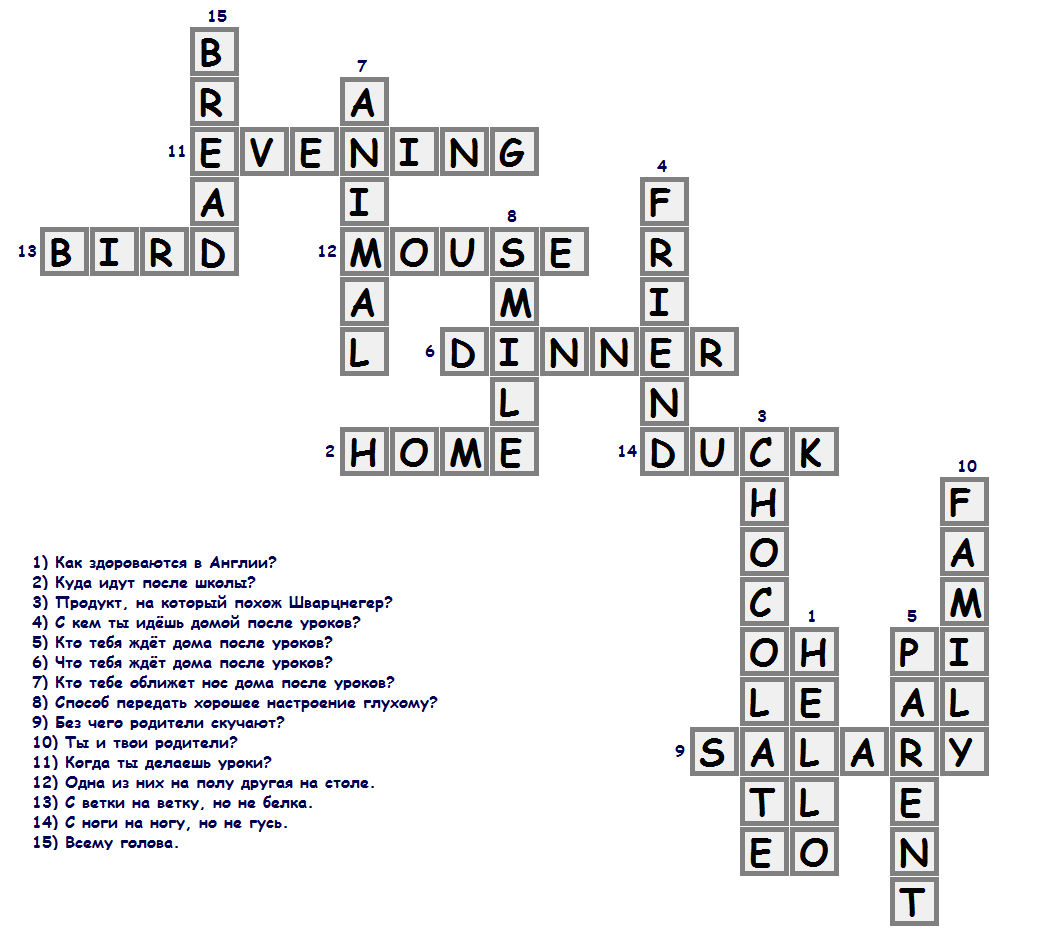 15 BREAD
7 ANIMAL
11 EVENING
4 FRIEND
8 SMILE
13 BIRD
12 MOUSE
6 DINNER
3 CHOCOLATE
2 HOME
14 DUCK
10 FAMILY
1 HELLO
5 PARENT
9 SALARY
1) Как здороваются в Англии?
2) Куда идут после школы?
3) Продукт, на который похож Шварцнегер?
4) С кем ты идёшь домой после уроков?
5) Кто тебя ждёт дома после уроков?
6) Что тебя ждёт дома после уроков?
7) Кто тебе оближет нос дома после уроков?
8) Способ передать хорошее настроение глухому?
9) Без чего родители скучают?
10) Ты и твои родители?
11) Когда ты делаешь уроки?
12) Одна из них на полу другая на столе.
13) С ветки на ветку, но не белка.
14) С ноги на ногу, но не гусь.
15) Всему голова.